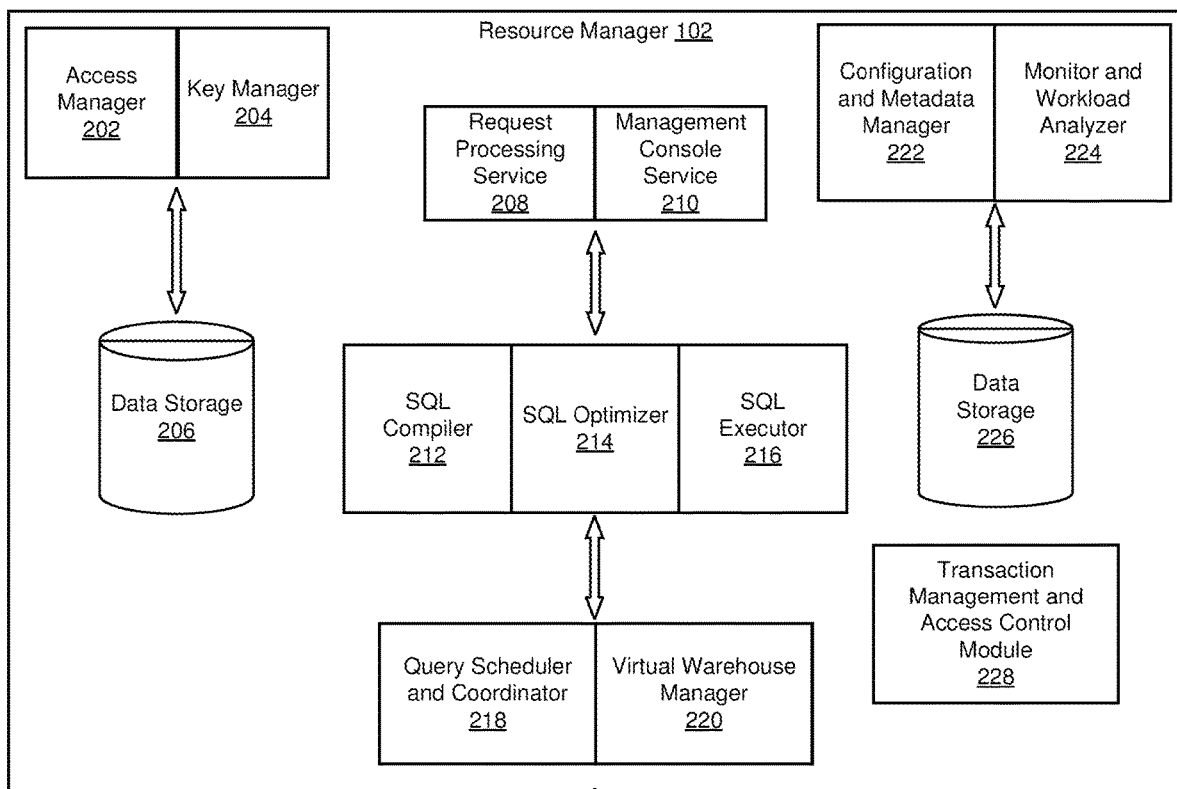 Resource Manager 102
Access
Manager
202
Key Manager
204
Request
Processing
Service
208
Management
Console
Service
210
Configuration
and Metadata
Manager
222
Monitor and
Workload
Analyzer
224
Data Storage
206
SQL
Compiler
212
SQL Optimizer
214
SQL
Executor
216
Data
Storage
226
Transaction
Management and
Access Control
Module
228
Query Scheduler
and Coordinator
218
Virtual Warehouse
Manager
220